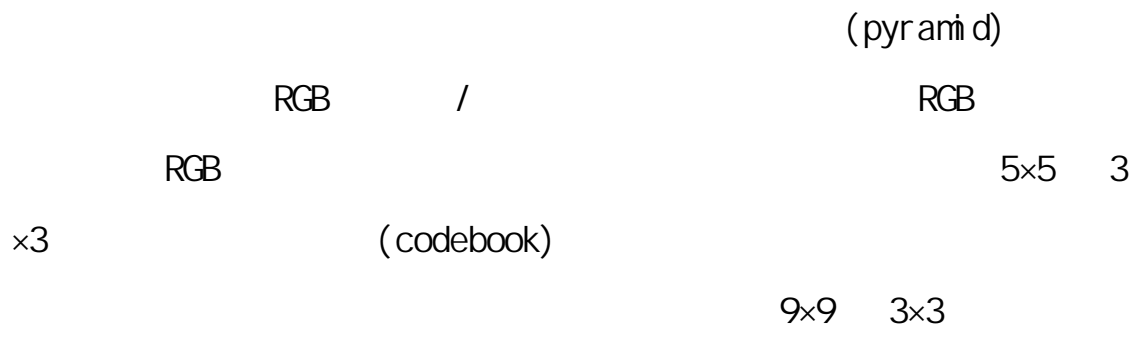 (pyramid)
RGB / RGB
RGB 5×5 3
×3 (codebook)
9×9 3×3